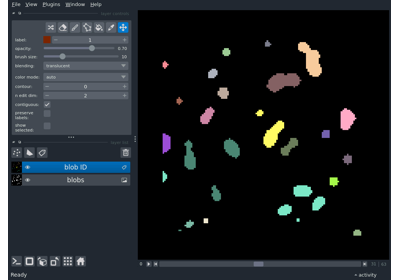 File View Plugins Window Help
label: 1
opacity: 0.70
brush size: 10
blending: translucent
color mode: auto
contour: 0
n edit dim: 2
contiguous:
preserve labels:
show selected:
blob ID
blobs
Ready
activity